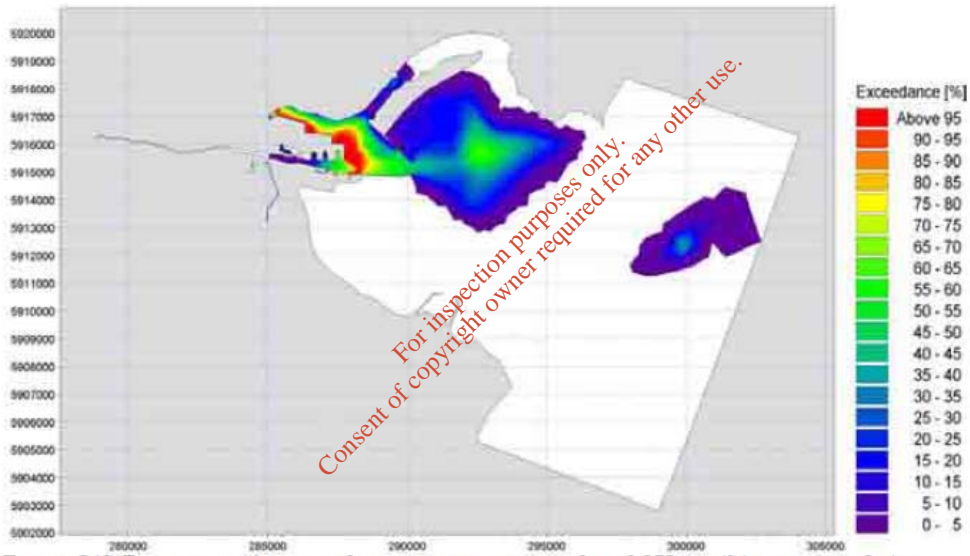 5920000
5919000
5918000
5917000
5916000
5915000
5914000
5913000
5912000
5911000
5910000
5909000
5908000
5907000
5906000
5905000
5904000
5903000
5902000
280000 285000 290000 295000 300000 305000
Exceedance [%]
Above 95
90 - 95
85 - 90
80 - 85
75 - 80
70 - 75
65 - 70
60 - 65
55 - 60
50 - 55
45 - 50
40 - 45
35 - 40
30 - 35
25 - 30
20 - 25
15 - 20
10 - 15
5 - 10
0 - 5
For inspection purposes only.
Consent of copyright owner required for any other use.